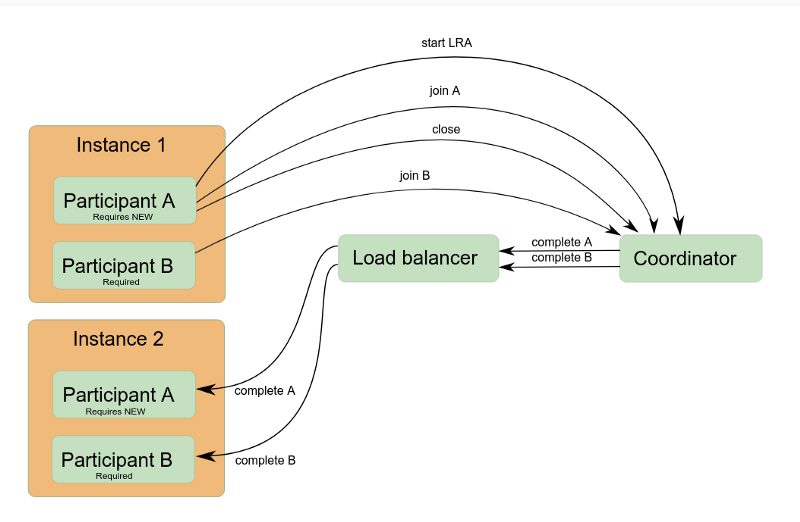 start LRA
join A
close
join B
Instance 1
Participant A
Requires NEW
Participant B
Required
Load balancer
complete A
complete B
Coordinator
Instance 2
Participant A
Requires NEW
Participant B
Required
complete A
complete B